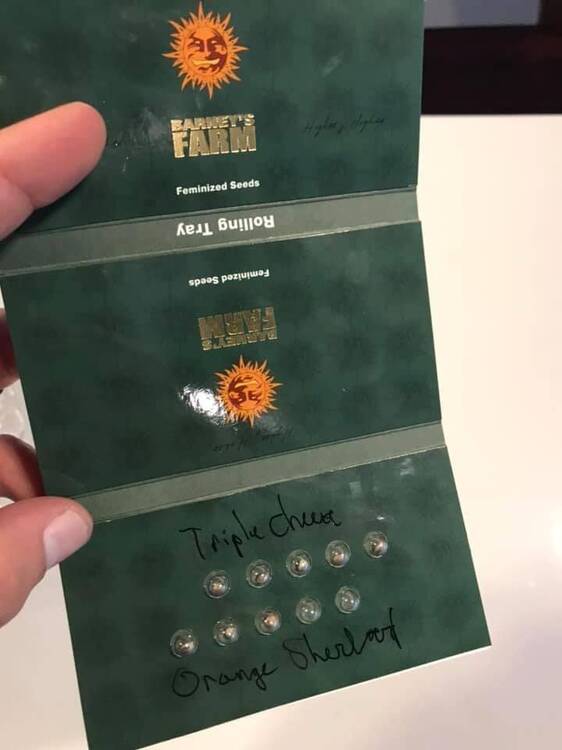 BARNEY'S
FARM
Feminized Seeds
Rolling Tray
Feminized Seeds
BARNEY'S
FARM
Triple Cheese
Orange Sherbert